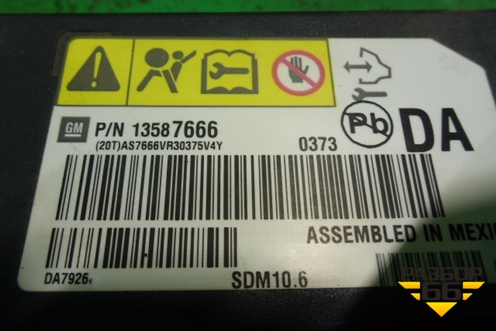 GM P/N 13587666
(20T)AS7666VR30375V4Y
0373
Pb
DA
ASSEMBLED IN MEXI
DA7926
SDM10.6
РАЗБОР
66